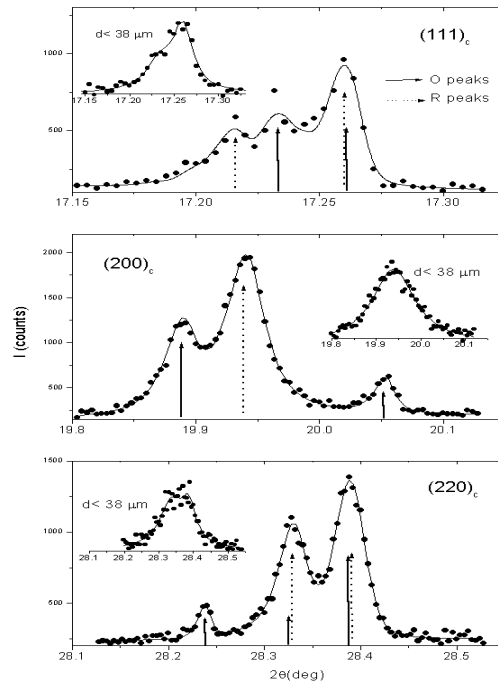 d< 38 μm
17.15 17.20 17.25 17.30
(111)c
O peaks
R peaks
1000
500
17.15 17.20 17.25 17.30
(200)c
d< 38 μm
19.8 19.9 20.0 20.1
2000
1500
1000
500
I (counts)
19.8 19.9 20.0 20.1
(220)c
d< 38 μm
28.2 28.3 28.4 28.5
1500
1000
500
28.1 28.2 28.3 28.4 28.5
2θ(deg)